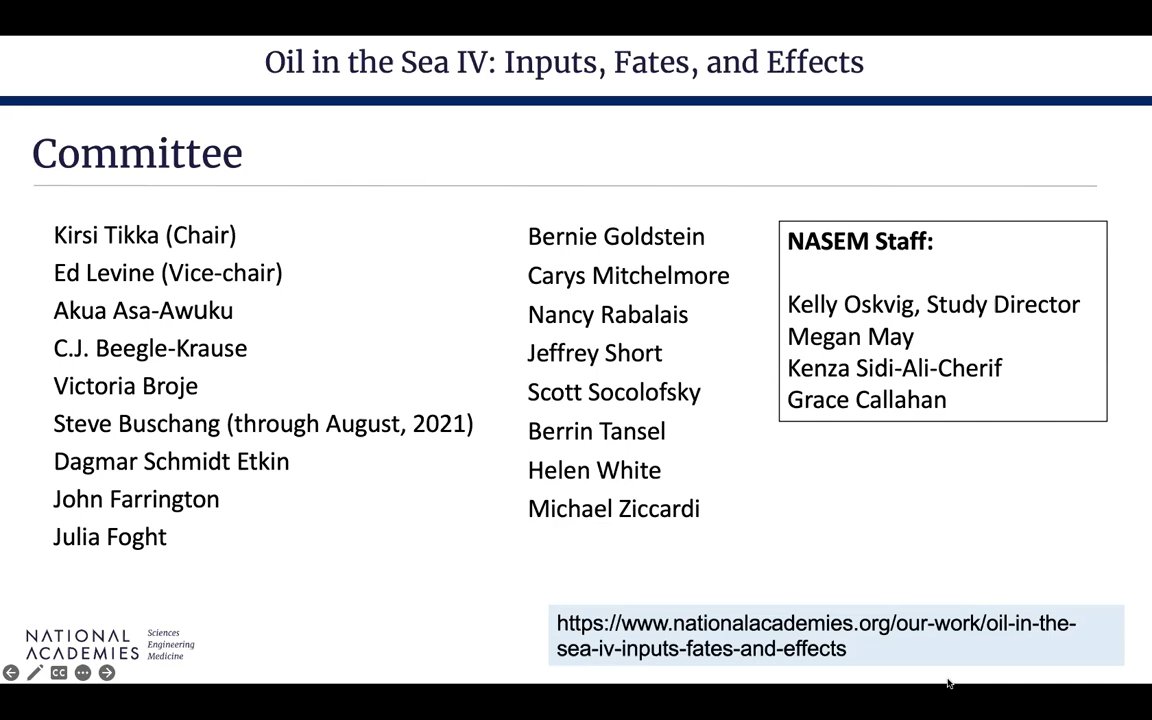 Oil in the Sea IV: Inputs, Fates, and Effects
Committee
Kirsi Tikka (Chair)
Ed Levine (Vice-chair)
Akua Asa-Awuku
C.J. Beegle-Krause
Victoria Broje
Steve Buschang (through August, 2021)
Dagmar Schmidt Etkin
John Farrington
Julia Foght
Bernie Goldstein
Carys Mitchelmore
Nancy Rabalais
Jeffrey Short
Scott Socolofsky
Berrin Tansel
Helen White
Michael Ziccardi
NASEM Staff:
Kelly Oskvig, Study Director
Megan May
Kenza Sidi-Ali-Cherif
Grace Callahan
NATIONAL
ACADEMIES
Sciences
Engineering
Medicine
CC
https://www.nationalacademies.org/our-work/oil-in-the-
sea-iv-inputs-fates-and-effects